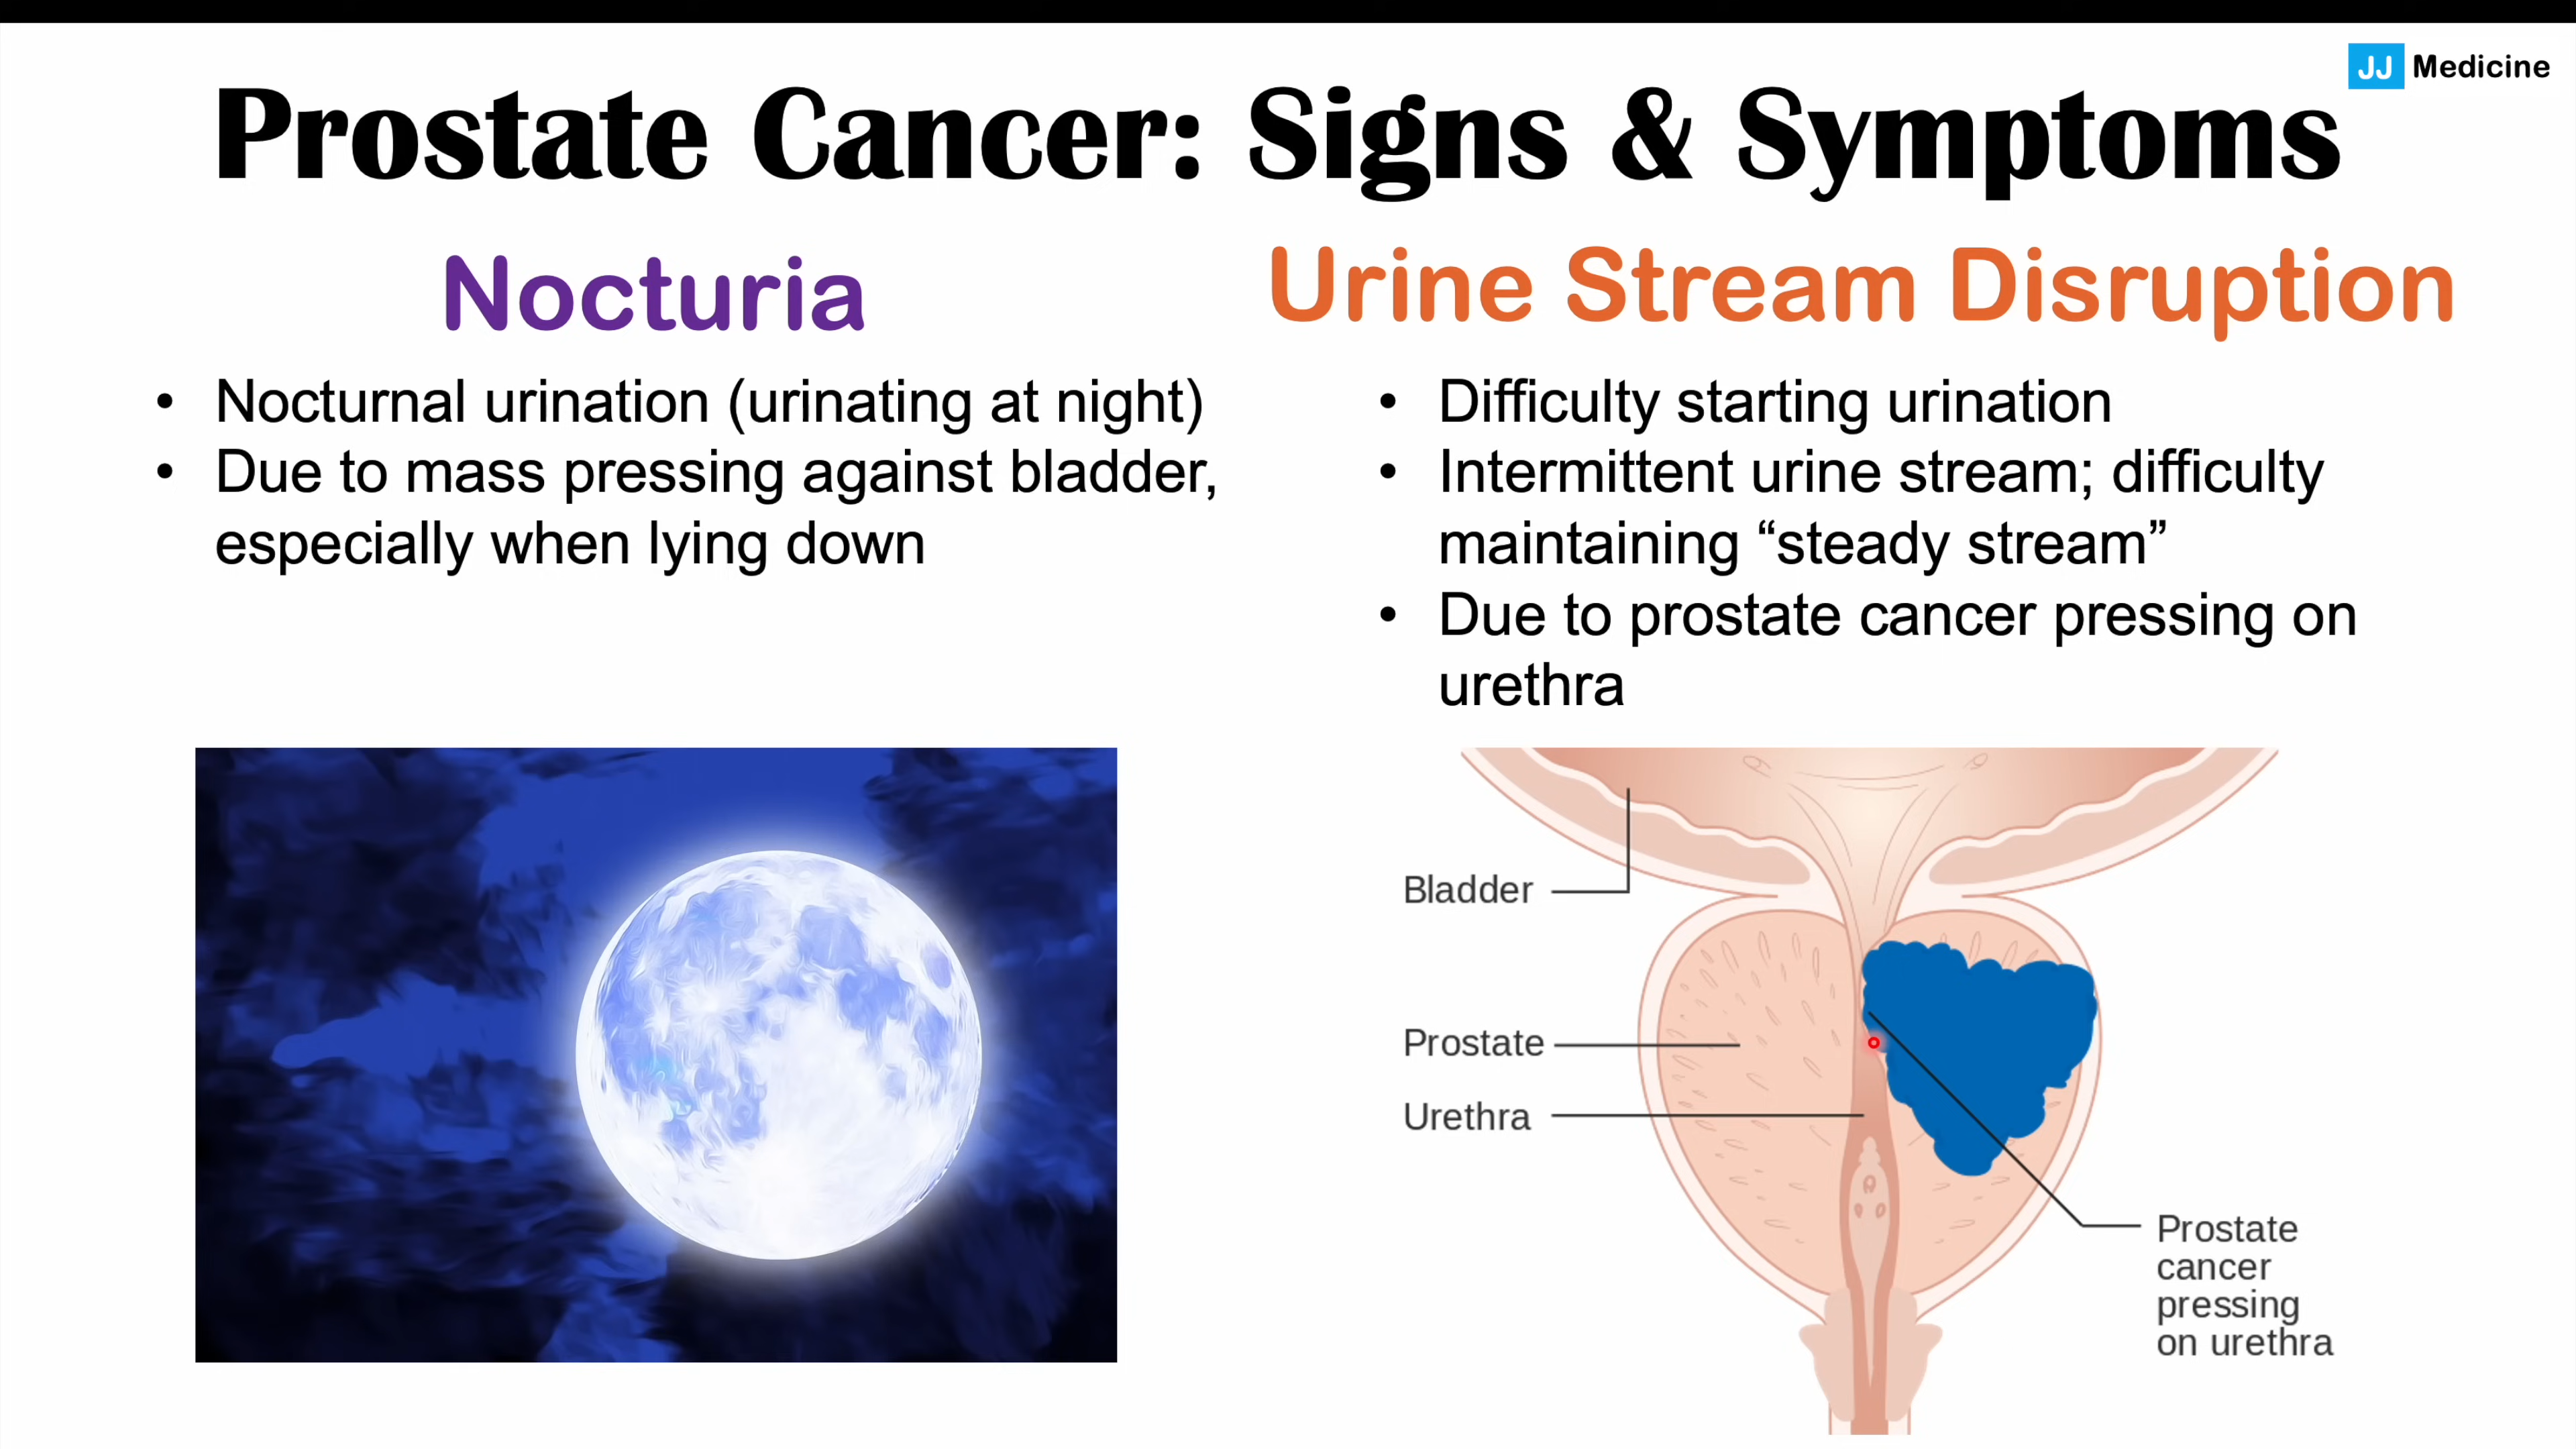 JJ Medicine
Prostate Cancer: Signs & Symptoms
Nocturia
• Nocturnal urination (urinating at night)
• Due to mass pressing against bladder,
especially when lying down
Urine Stream Disruption
• Difficulty starting urination
• Intermittent urine stream; difficulty
maintaining “steady stream”
• Due to prostate cancer pressing on
urethra
Bladder
Prostate
Urethra
Prostate
cancer
pressing
on urethra